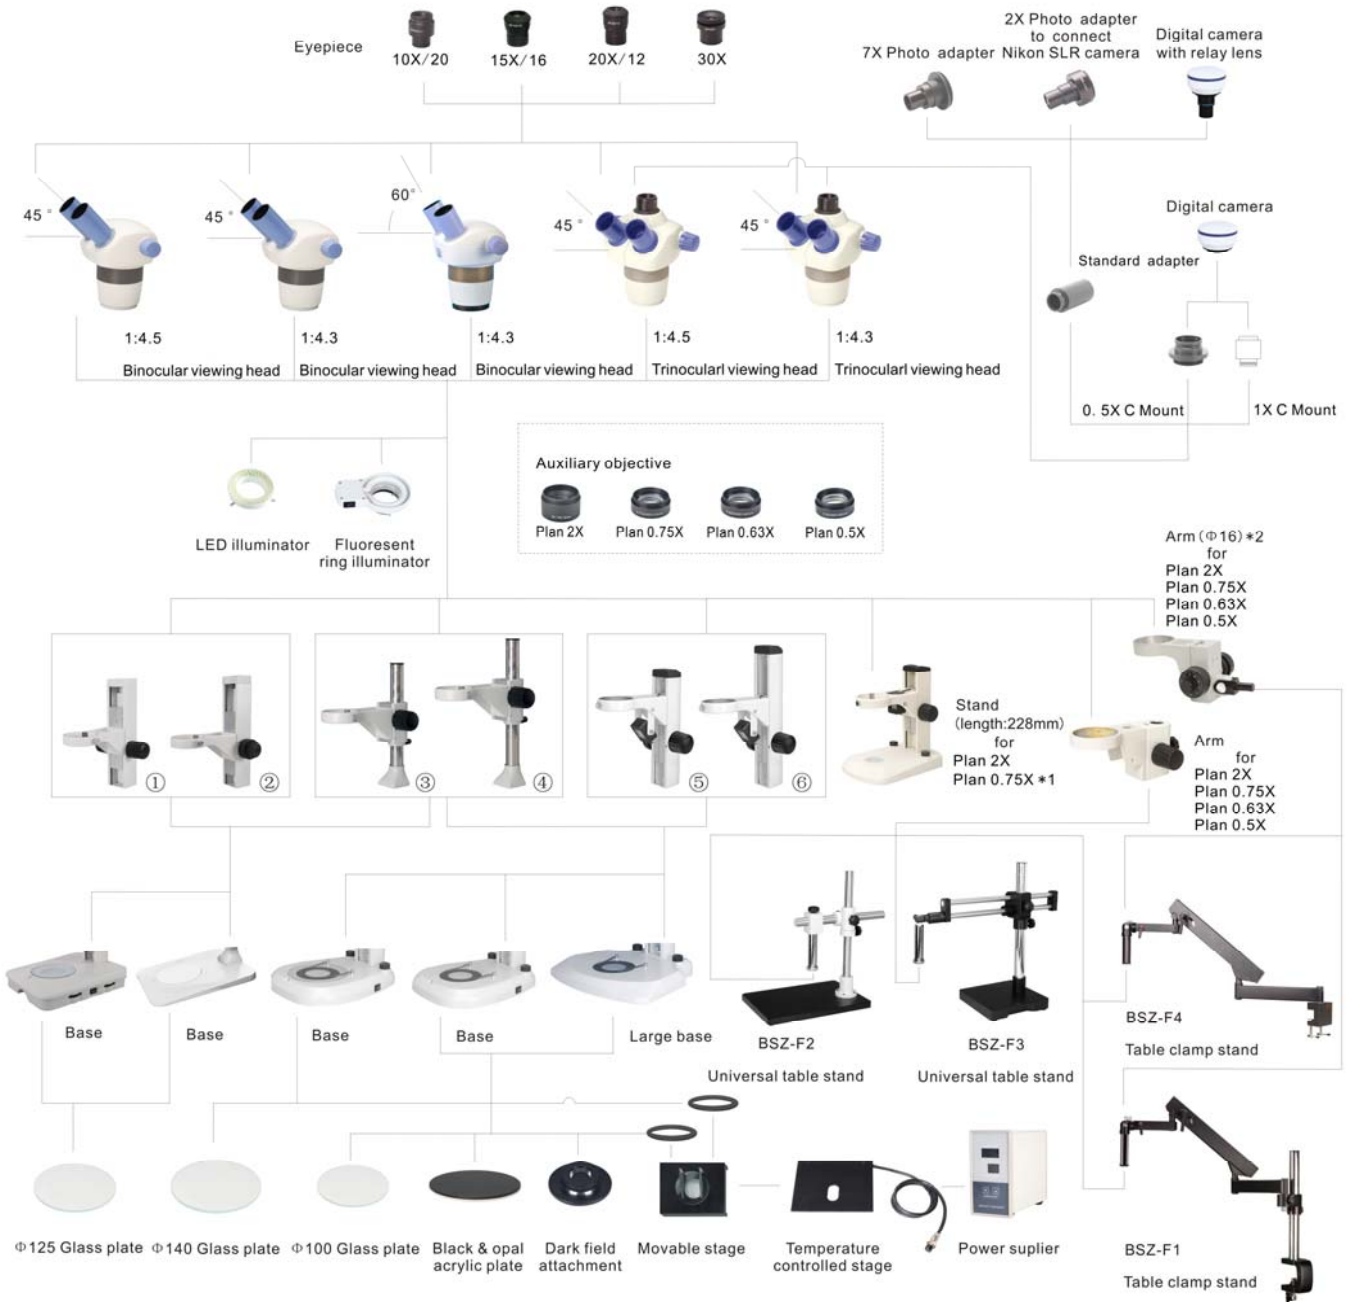 Eyepiece
10X/20
15X/16
20X/12
30X
7X Photo adapter
2X Photo adapter
to connect
Nikon SLR camera
Digital camera
with relay lens
45°
45°
60°
45°
45°
Digital camera
Standard adapter
1:4.5
Binocular viewing head
1:4.3
Binocular viewing head
1:4.3
Binocular viewing head
1:4.5
Trinocularl viewing head
1:4.3
Trinocularl viewing head
0. 5X C Mount
1X C Mount
LED illuminator
Fluoresent
ring illuminator
Auxiliary objective
Plan 2X
Plan 0.75X
Plan 0.63X
Plan 0.5X
Arm (Φ16) *2
for
Plan 2X
Plan 0.75X
Plan 0.63X
Plan 0.5X
①
②
③
④
⑤
⑥
Stand
(length:228mm)
for
Plan 2X
Plan 0.75X *1
Arm
for
Plan 2X
Plan 0.75X
Plan 0.63X
Plan 0.5X
Base
Base
Base
Base
Large base
BSZ-F2
Universal table stand
BSZ-F3
Universal table stand
BSZ-F4
Table clamp stand
Φ125 Glass plate
Φ140 Glass plate
Φ100 Glass plate
Black & opal
acrylic plate
Dark field
attachment
Movable stage
Temperature
controlled stage
Power suplier
BSZ-F1
Table clamp stand